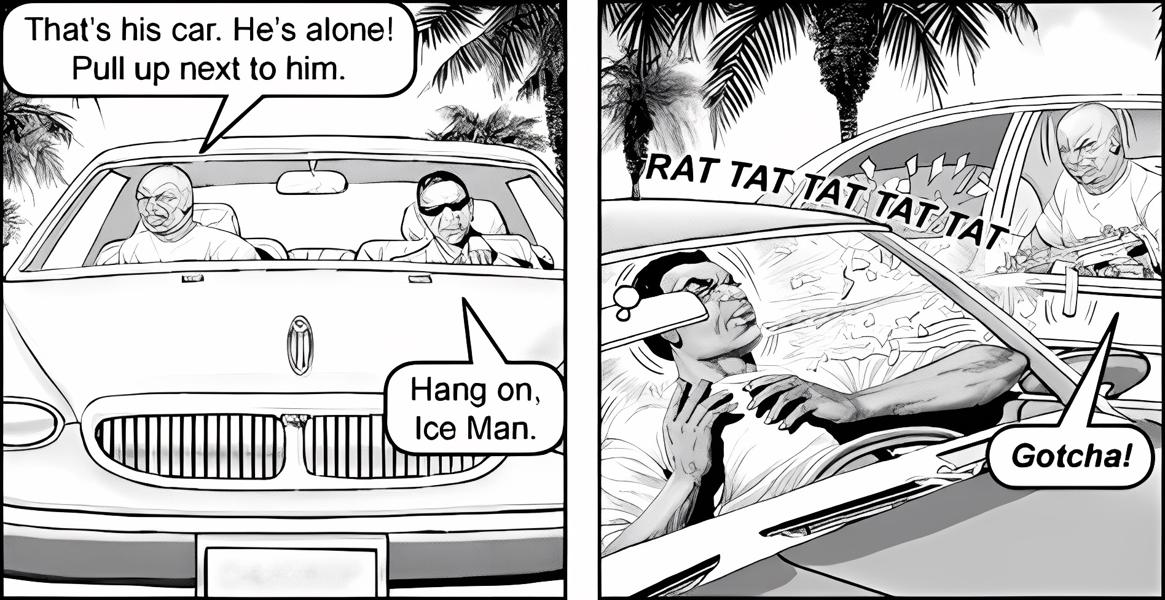 That's his car. He's alone!
Pull up next to him.
Hang on,
Ice Man.
RAT TAT TAT TAT TAT
Gotcha!